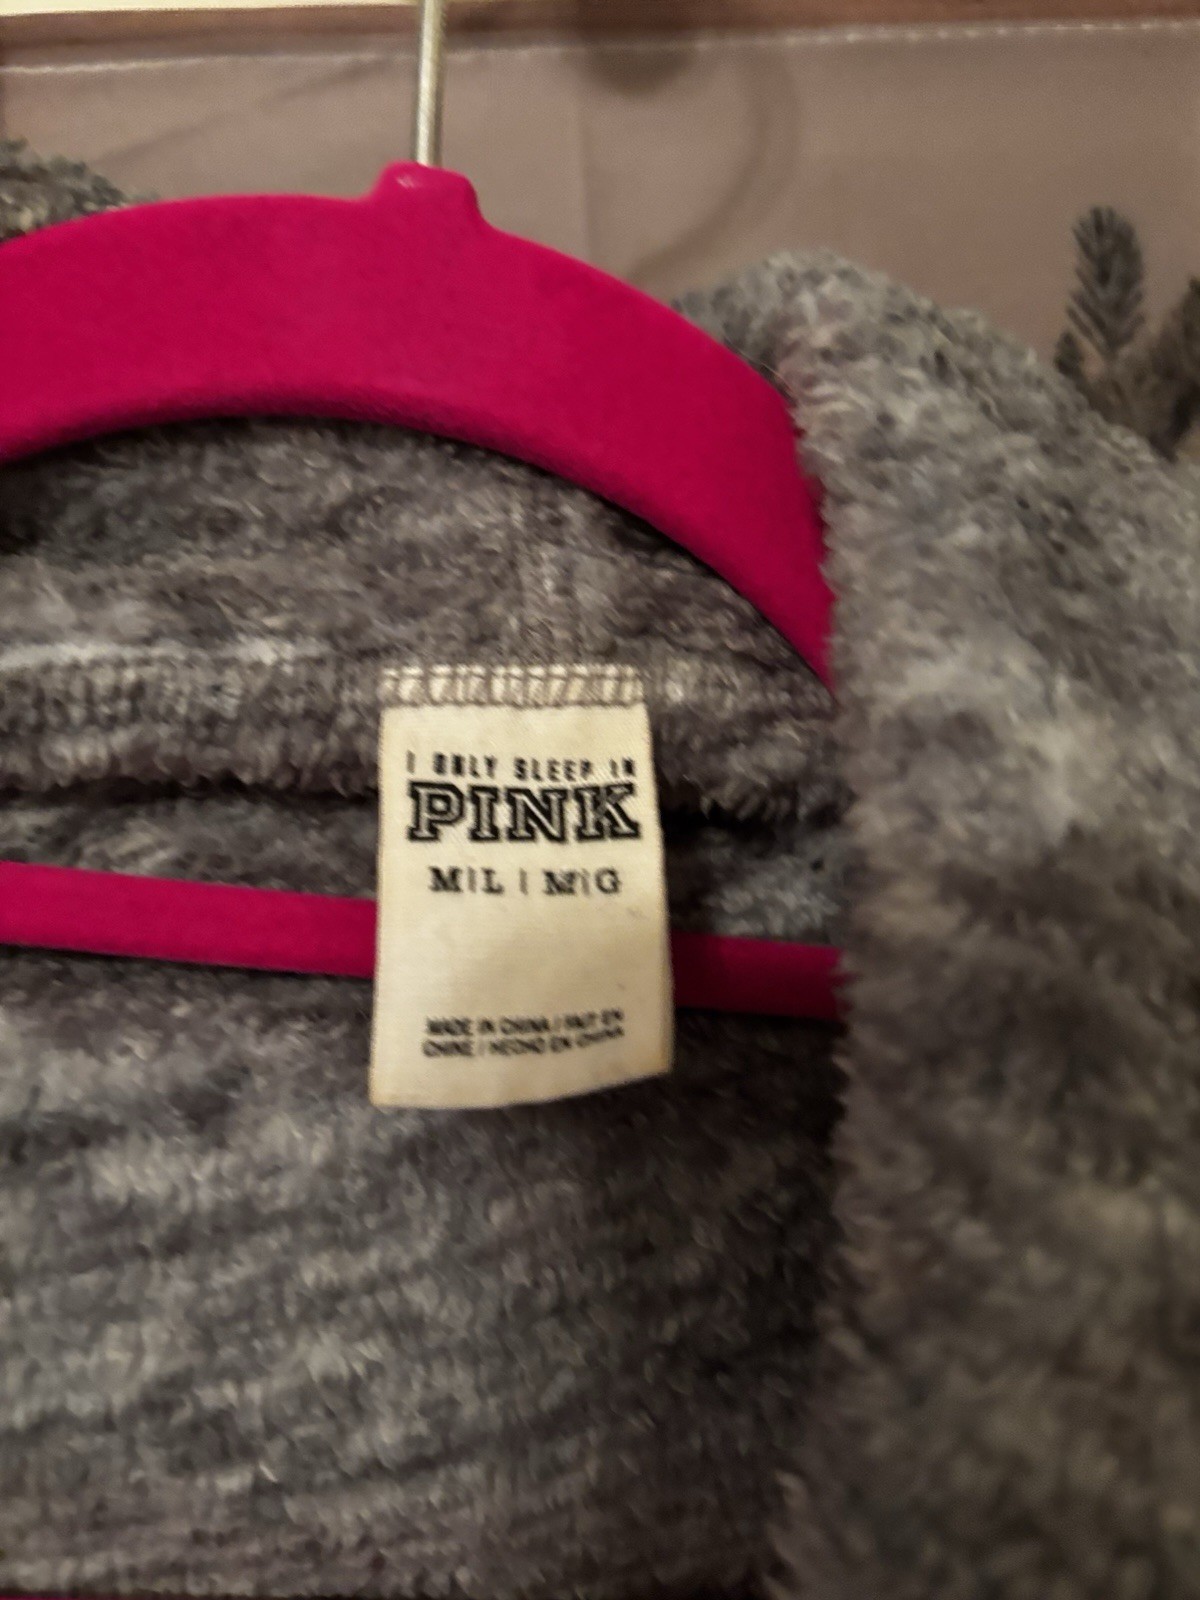 I ONLY SLEEP IN
PINK
M|L | M|G
MADE IN CHINA / FAIT EN
CHINE / HECHO EN CHINA